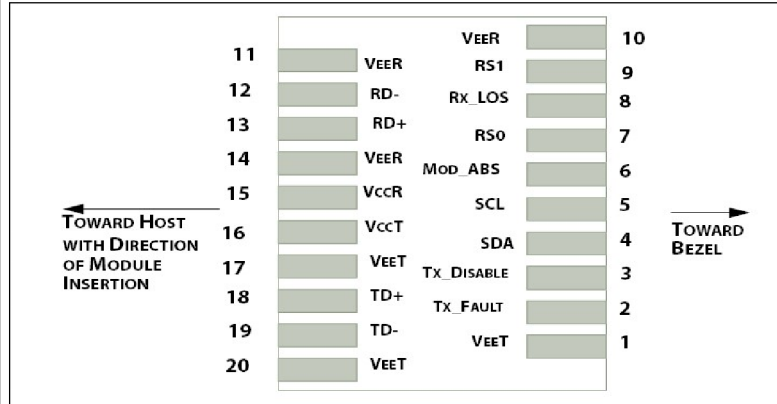 11 VEER
12 RD-
13 RD+
14 VEER
15 VCCR
16 VCCT
17 VEET
18 TD+
19 TD-
20 VEET
TOWARD HOST
WITH DIRECTION
OF MODULE
INSERTION
VEER 10
RS1 9
RX_LOS 8
RS0 7
MOD_ABS 6
SCL 5
SDA 4
TX_DISABLE 3
TX_FAULT 2
VEET 1
TOWARD
BEZEL